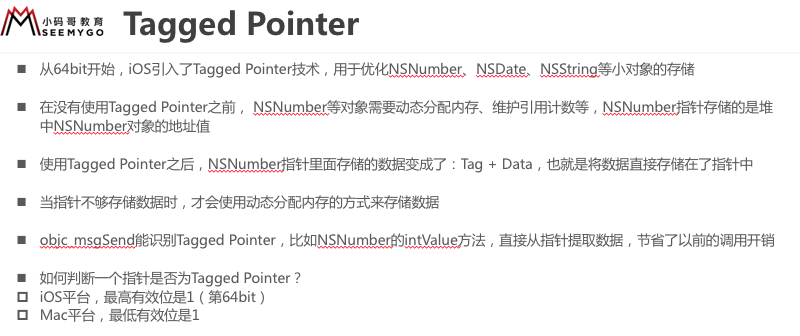 小码哥教育
SEEMYGO
Tagged Pointer
从64bit开始，iOS引入了Tagged Pointer技术，用于优化NSNumber、NSDate、NSString等小对象的存储
在没有使用Tagged Pointer之前， NSNumber等对象需要动态分配内存、维护引用计数等，NSNumber指针存储的是堆
中NSNumber对象的地址值
使用Tagged Pointer之后，NSNumber指针里面存储的数据变成了：Tag + Data，也就是将数据直接存储在了指针中
当指针不够存储数据时，才会使用动态分配内存的方式来存储数据
objc_msgSend能识别Tagged Pointer，比如NSNumber的intValue方法，直接从指针提取数据，节省了以前的调用开销
如何判断一个指针是否为Tagged Pointer？
iOS平台，最高有效位是1（第64bit）
Mac平台，最低有效位是1